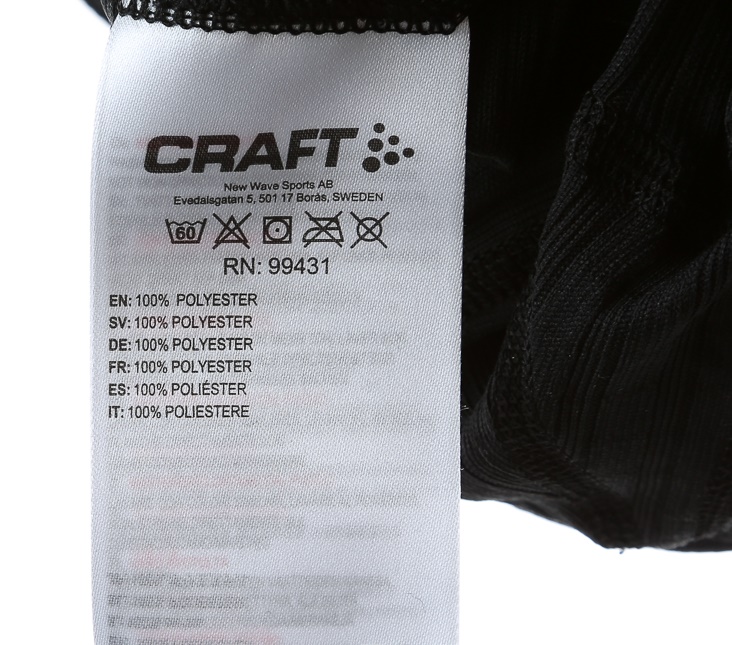 CRAFT
New Wave Sports AB
Evedalsgatan 5, 501 17 Borås, SWEDEN
60
RN: 99431
EN: 100% POLYESTER
SV: 100% POLYESTER
DE: 100% POLYESTER
FR: 100% POLYESTER
ES: 100% POLIÉSTER
IT: 100% POLIESTERE